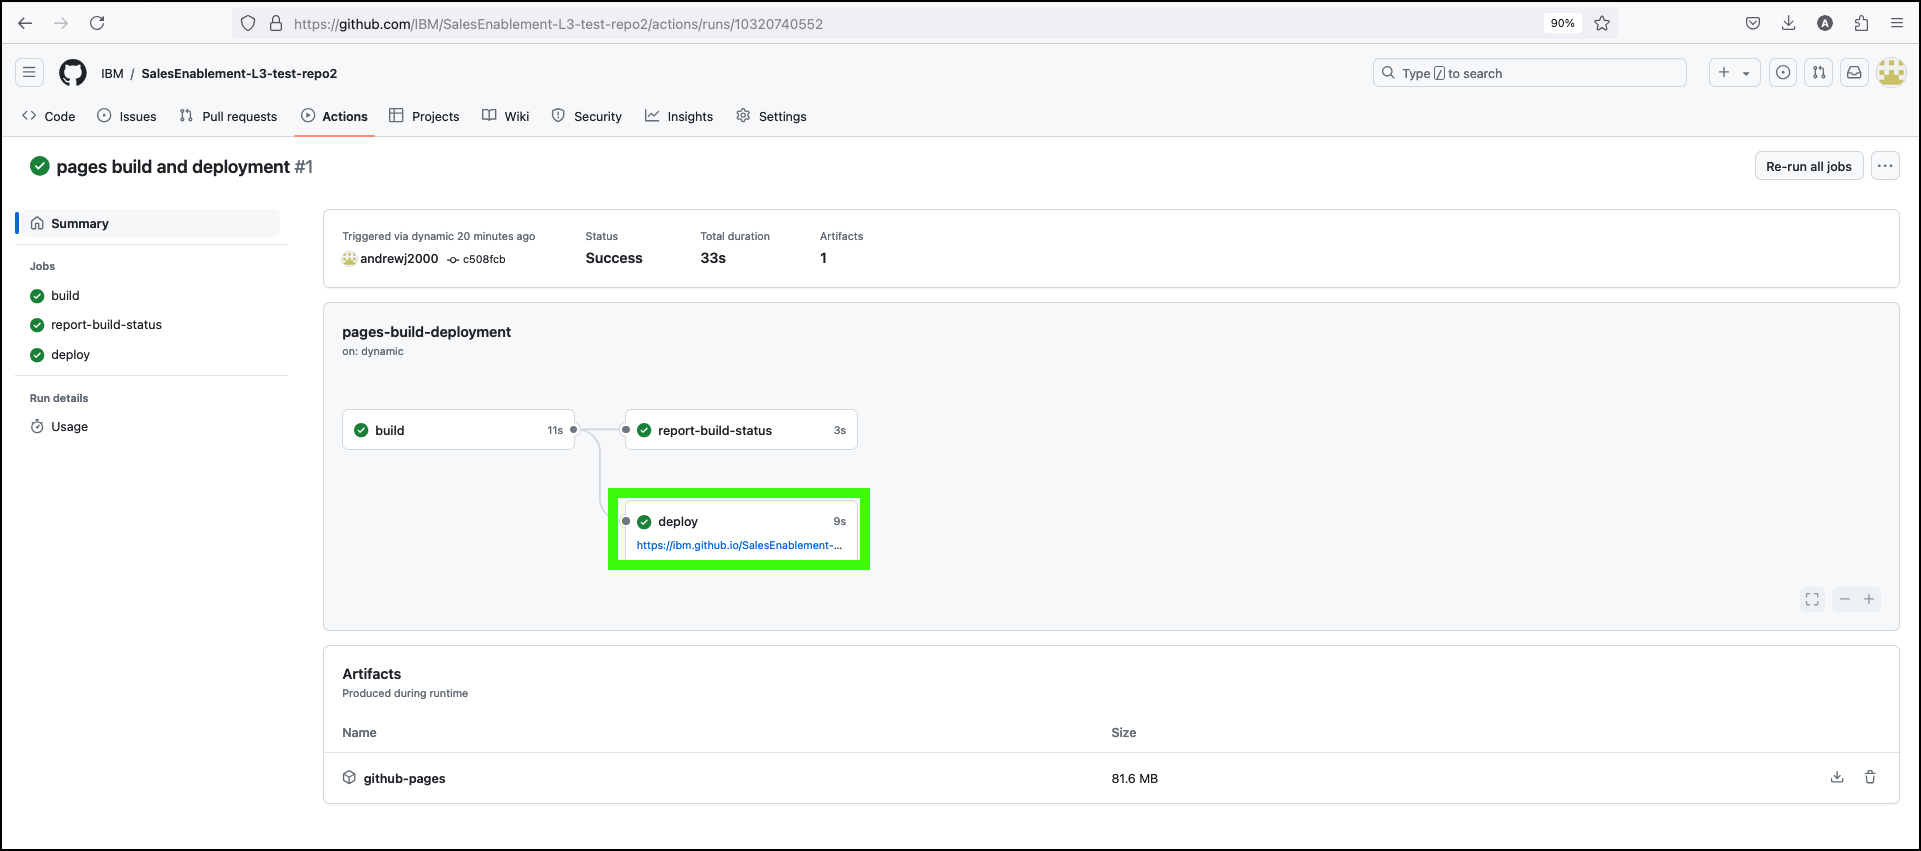 https://github.com/IBM/SalesEnablement-L3-test-repo2/actions/runs/10320740552
90%
A
IBM / SalesEnablement-L3-test-repo2
Type / to search
Code
Issues
Pull requests
Actions
Projects
Wiki
Security
Insights
Settings
pages build and deployment #1
Re-run all jobs
Summary
Jobs
build
report-build-status
deploy
Run details
Usage
Triggered via dynamic 20 minutes ago
andrewj2000 c508fcb
Status
Success
Total duration
33s
Artifacts
1
pages-build-deployment
on: dynamic
build 11s
report-build-status 3s
deploy 9s
https://ibm.github.io/SalesEnablement-...
Artifacts
Produced during runtime
Name Size
github-pages 81.6 MB